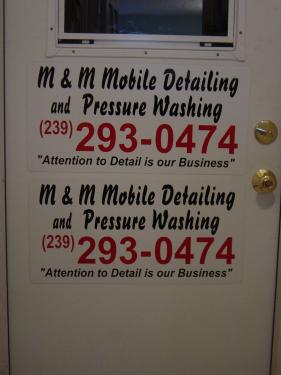 M & M Mobile Detailing
and Pressure Washing
(239) 293-0474
"Attention to Detail is our Business"
M & M Mobile Detailing
and Pressure Washing
(239) 293-0474
"Attention to Detail is our Business"